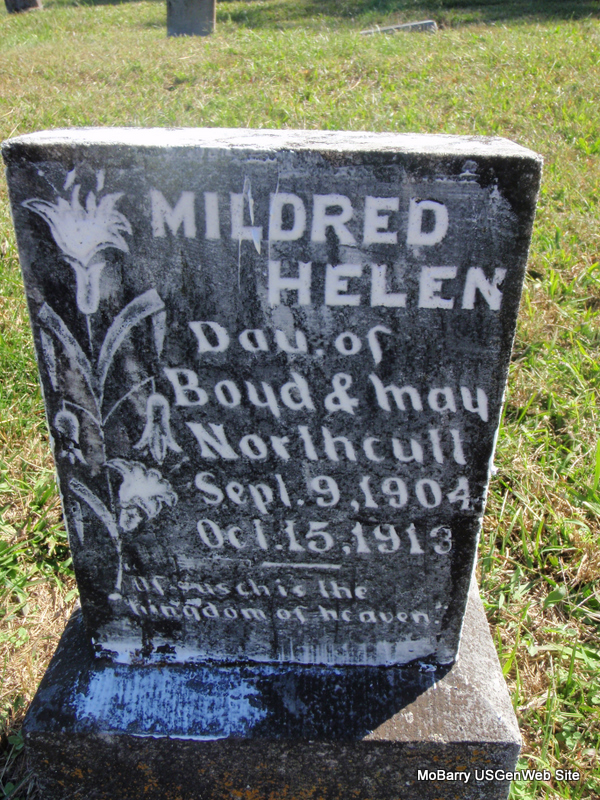 MILDRED
HELEN
Dau. of
Boyd & May
Northcutt
Sept. 9, 1904
Oct. 15, 1913
"Of such is the
kingdom of heaven."
MoBarry USGenWeb Site